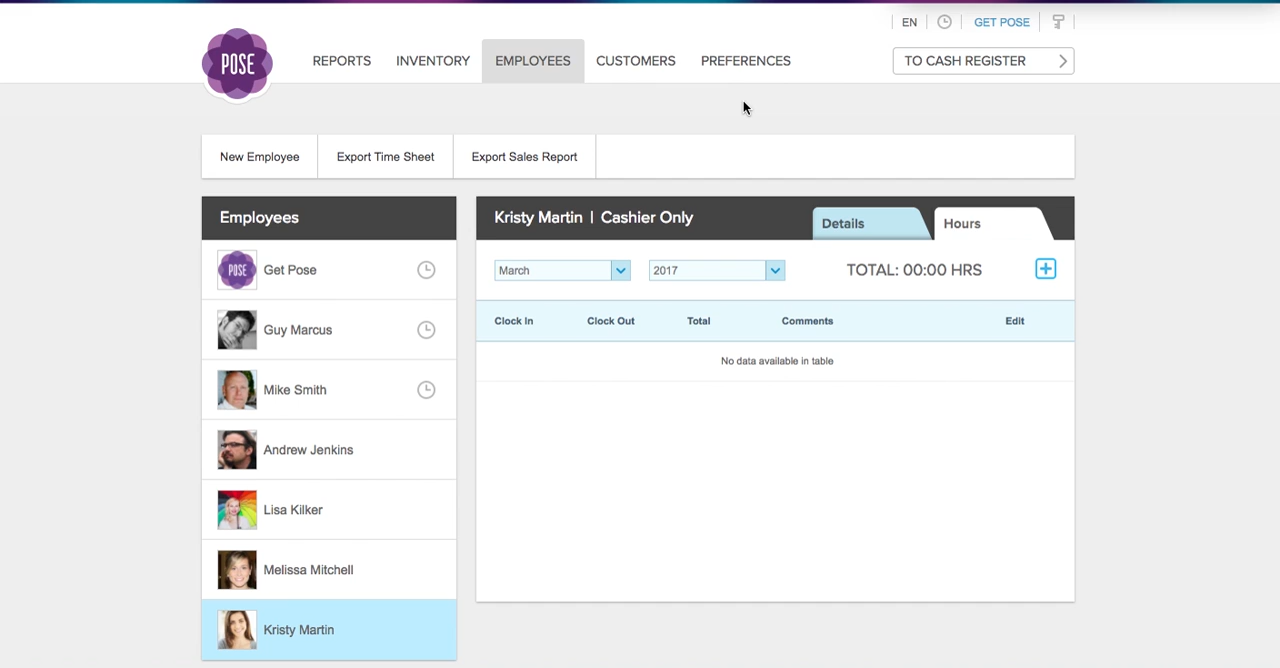 EN
GET POSE
POSE
REPORTS
INVENTORY
EMPLOYEES
CUSTOMERS
PREFERENCES
TO CASH REGISTER
New Employee
Export Time Sheet
Export Sales Report
Employees
POSE
Get Pose
Guy Marcus
Mike Smith
Andrew Jenkins
Lisa Kilker
Melissa Mitchell
Kristy Martin
Kristy Martin | Cashier Only
Details
Hours
March
2017
TOTAL: 00:00 HRS
Clock In
Clock Out
Total
Comments
Edit
No data available in table